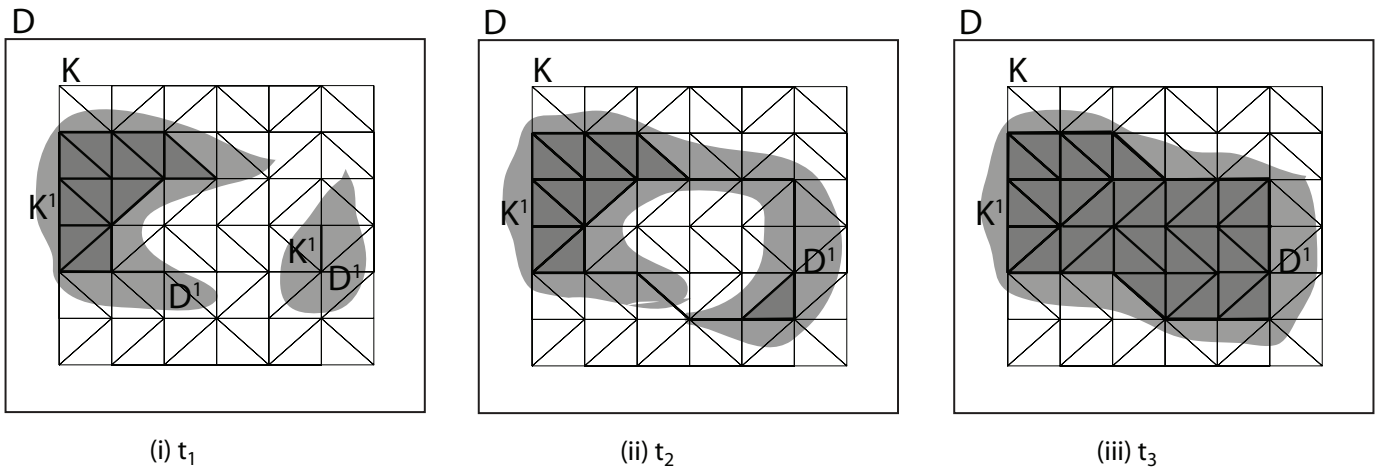 D
K
K¹
K¹
D¹
D¹
(i) t₁
D
K
K¹
D¹
(ii) t₂
D
K
K¹
D¹
(iii) t₃